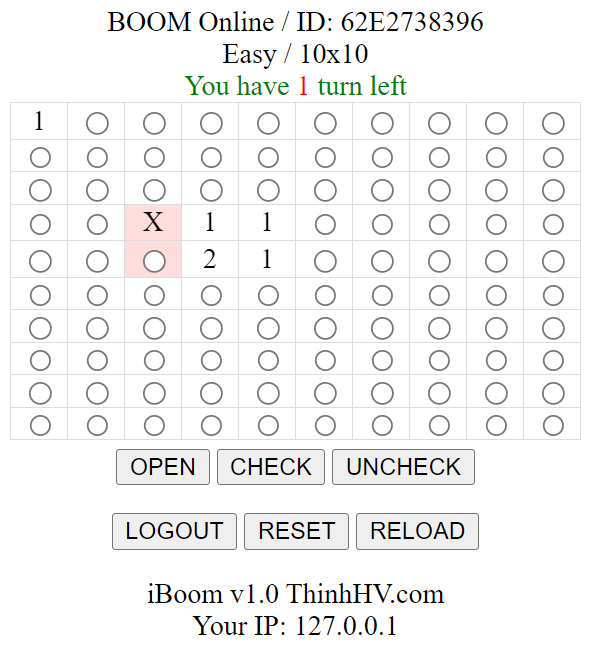 BOOM Online / ID: 62E2738396
Easy / 10x10
You have 1 turn left
1
X 1 1
2 1
OPEN CHECK UNCHECK
LOGOUT RESET RELOAD
iBoom v1.0 ThinhHV.com
Your IP: 127.0.0.1